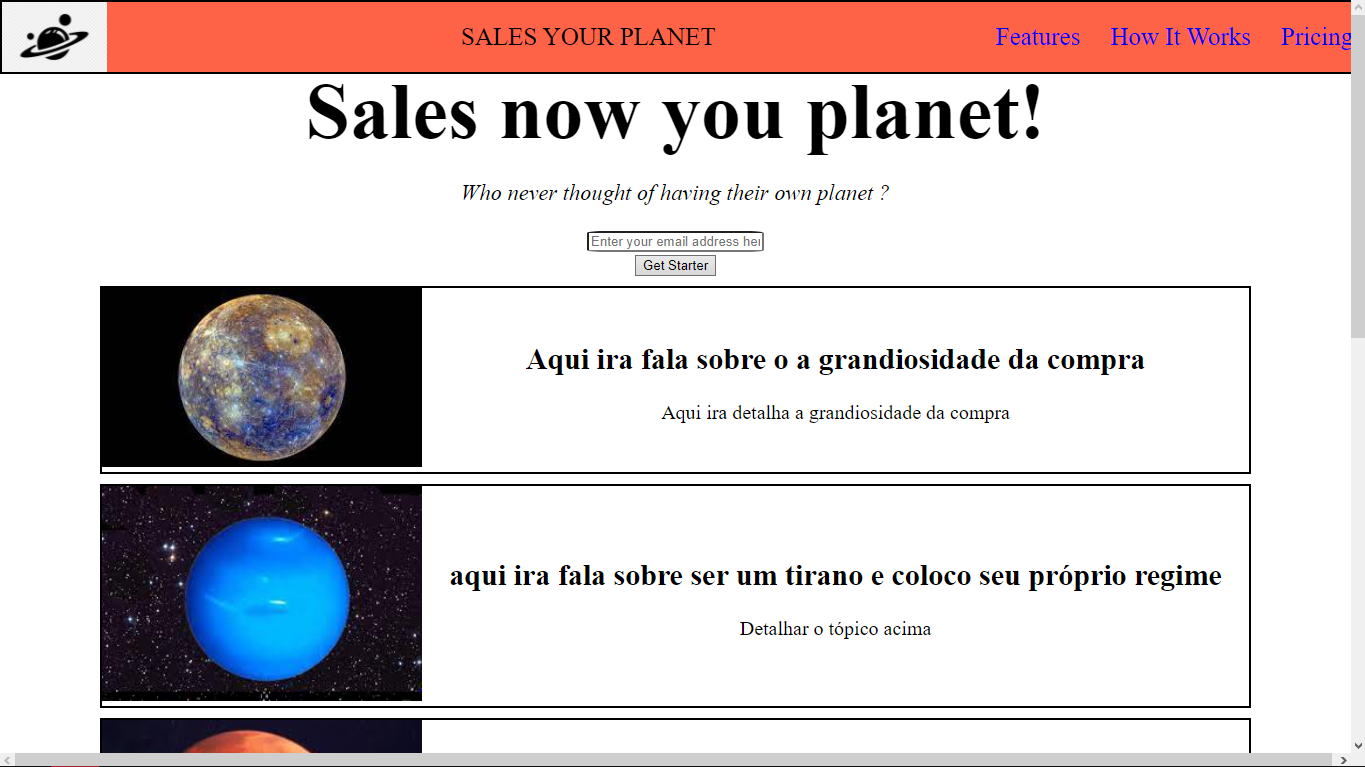 SALES YOUR PLANET
Features How It Works Pricing
Sales now you planet!
Who never thought of having their own planet ?
Enter your email address her
Get Starter
Aqui ira fala sobre o a grandiosidade da compra
Aqui ira detalha a grandiosidade da compra
aqui ira fala sobre ser um tirano e coloco seu próprio regime
Detalhar o tópico acima